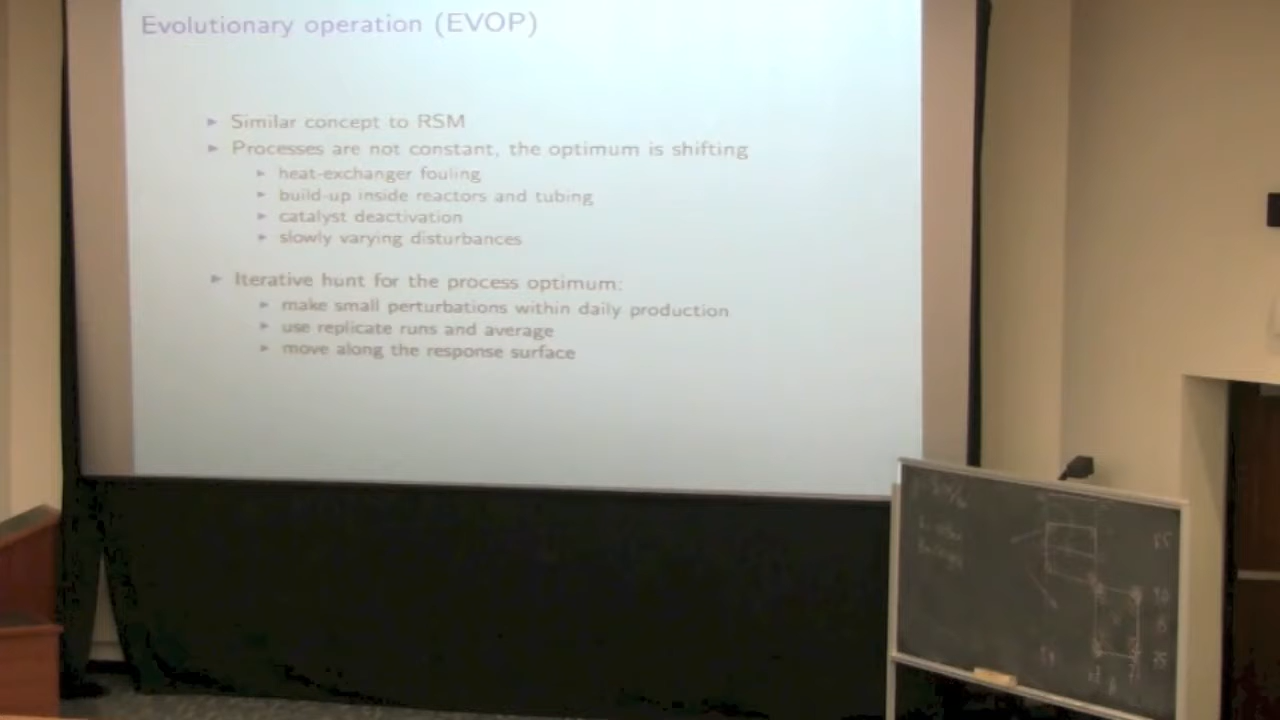 Evolutionary operation (EVOP)
Similar concept to RSM
Processes are not constant, the optimum is shifting
heat-exchanger fouling
build-up inside reactors and tubing
catalyst deactivation
slowly varying disturbances
Iterative hunt for the process optimum:
make small perturbations within daily production
use replicate runs and average
move along the response surface